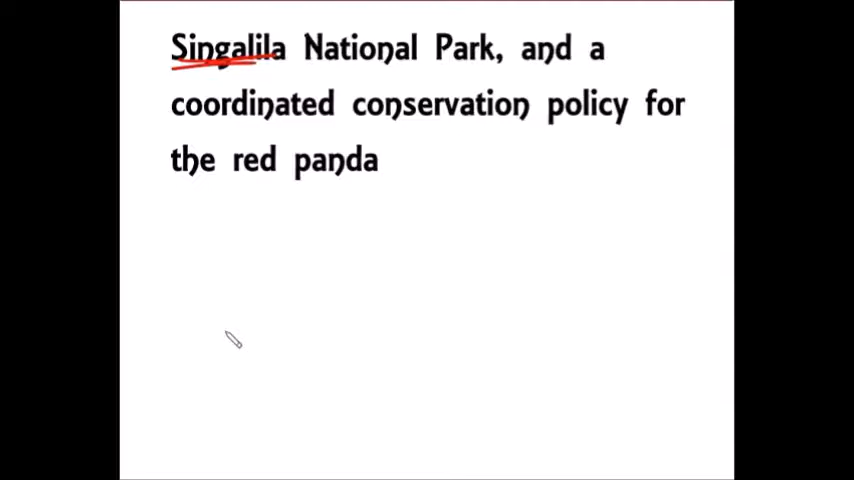 Singalila National Park, and a
coordinated conservation policy for
the red panda